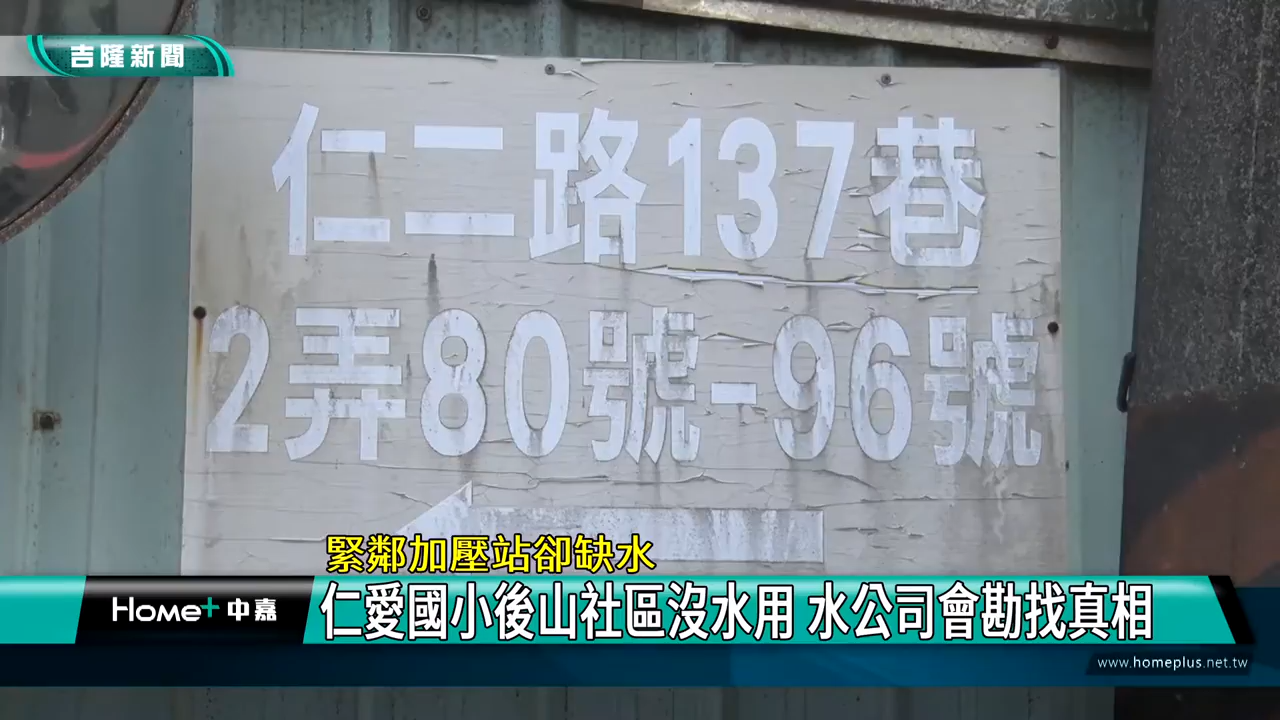 吉隆新聞
仁二路137巷
2弄80號-96號
緊鄰加壓站卻缺水
Home+中嘉
仁愛國小後山社區沒水用 水公司會勘找真相
www.homeplus.net.tw